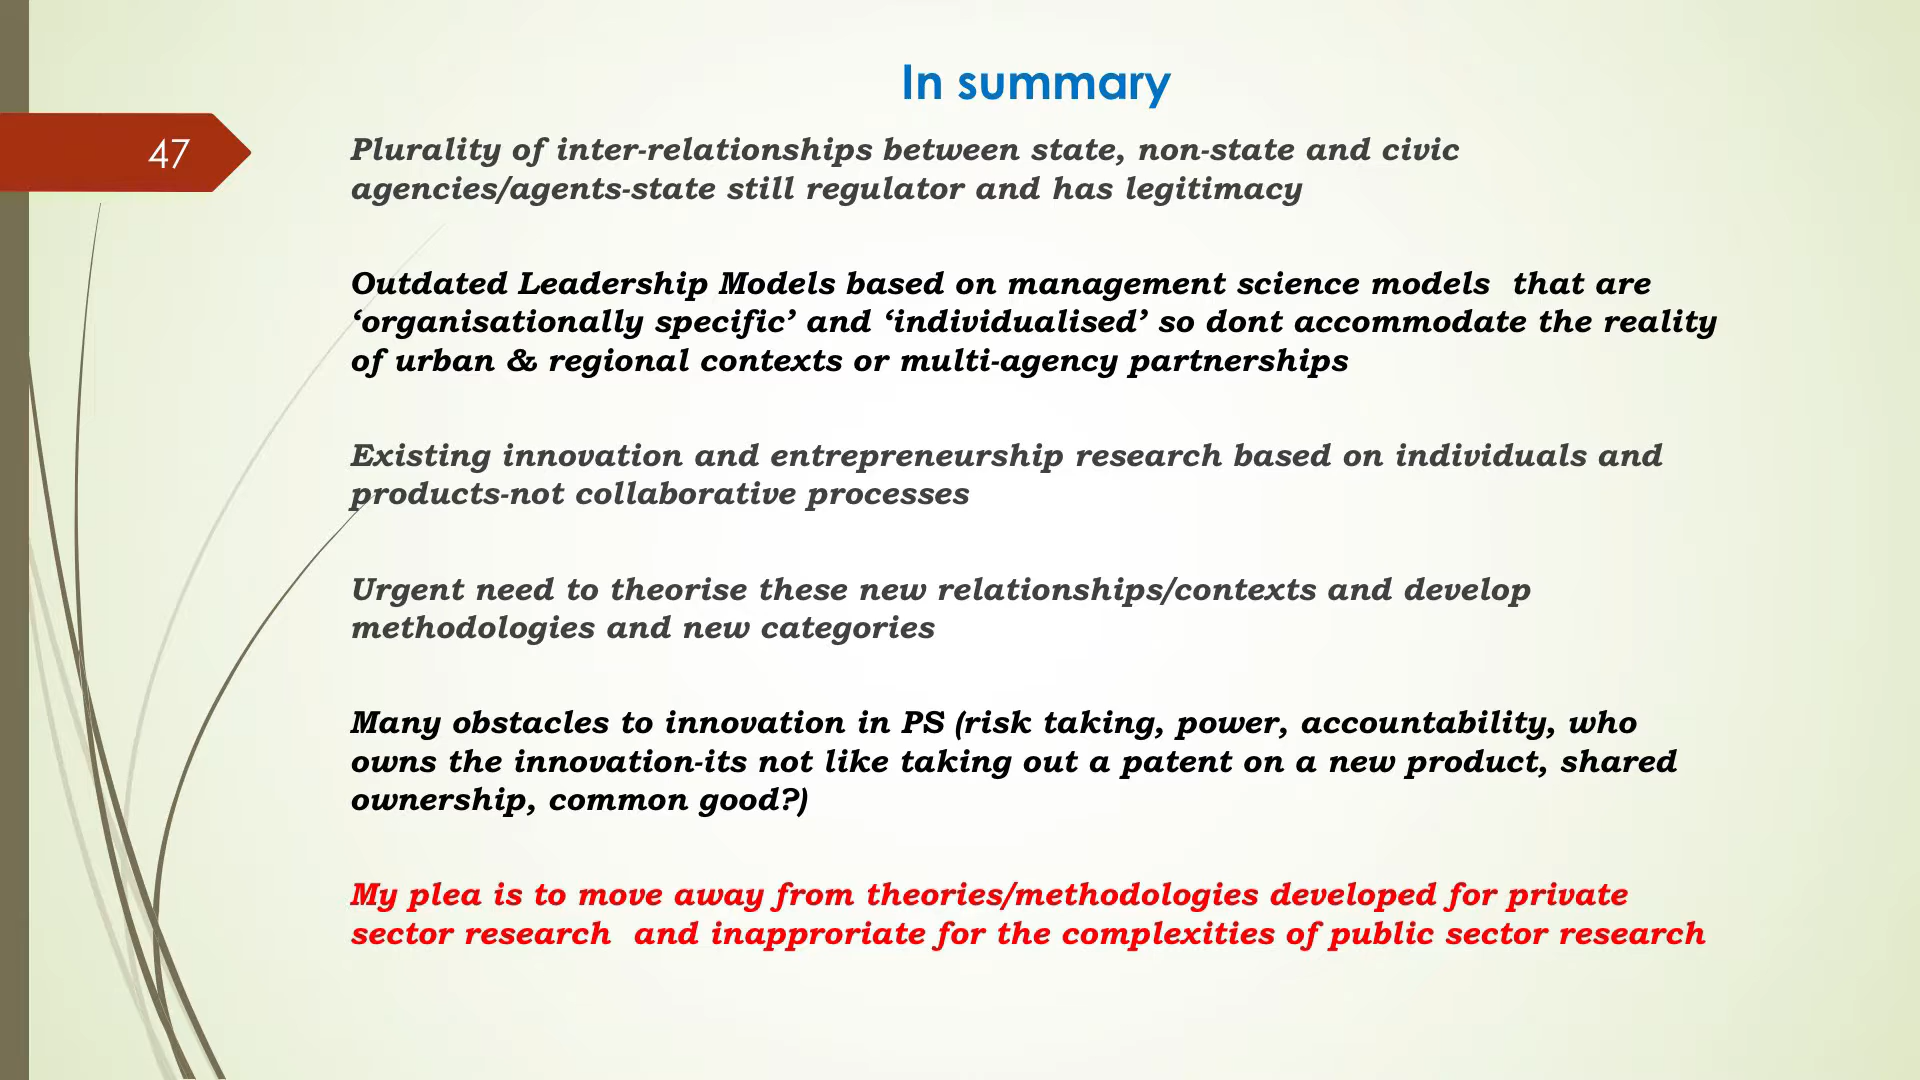 In summary
47
Plurality of inter-relationships between state, non-state and civic
agencies/agents-state still regulator and has legitimacy
Outdated Leadership Models based on management science models  that are
‘organisationally specific’ and ‘individualised’ so dont accommodate the reality
of urban & regional contexts or multi-agency partnerships
Existing innovation and entrepreneurship research based on individuals and
products-not collaborative processes
Urgent need to theorise these new relationships/contexts and develop
methodologies and new categories
Many obstacles to innovation in PS (risk taking, power, accountability, who
owns the innovation-its not like taking out a patent on a new product, shared
ownership, common good?)
My plea is to move away from theories/methodologies developed for private
sector research  and inapproriate for the complexities of public sector research